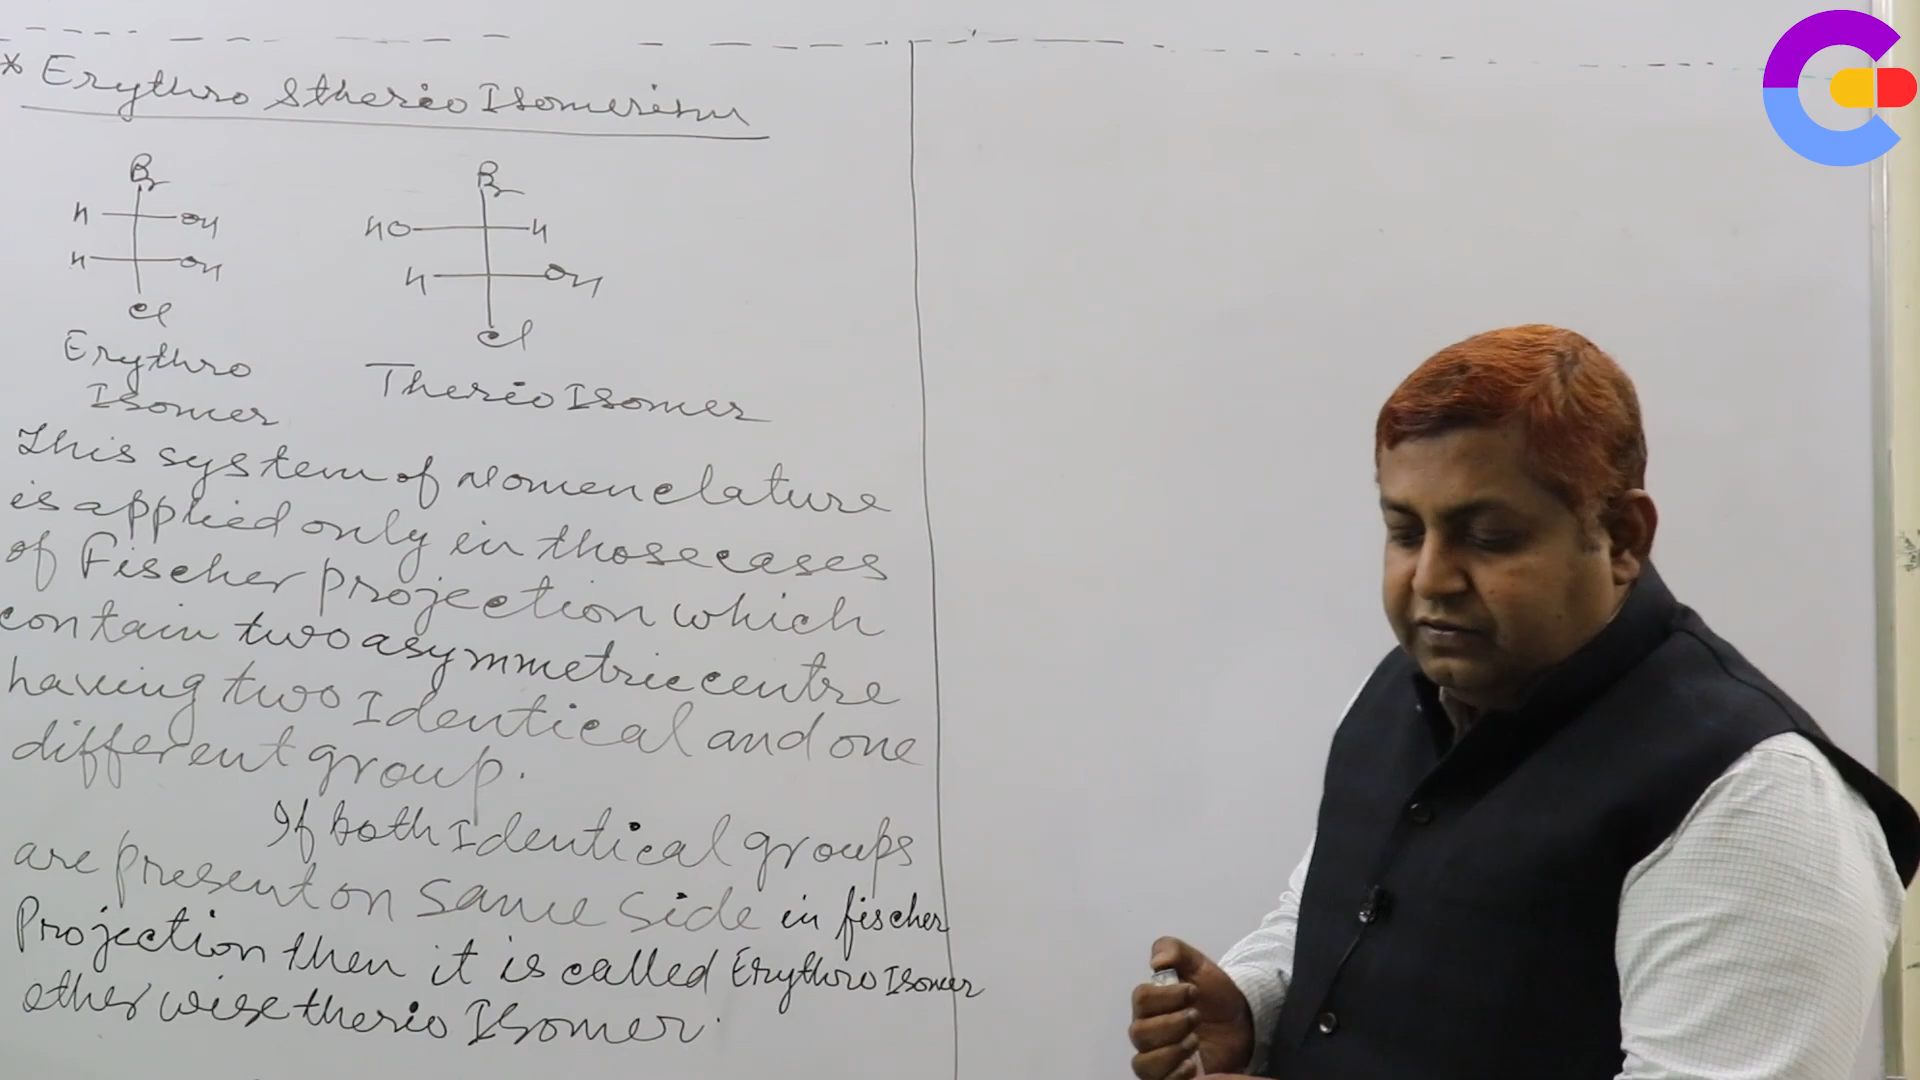 * Erythro Sthereo Isomerism
Br
H OH
H OH
Cl
Erythro
Isomer
Br
HO H
H OH
Cl
Thereo Isomer
This system of Nomenclature
is applied only in those cases
of Fischer projection which
contain two asymmetric centre
having two Identical and one
different group.
If both Identical groups
are present on same side in fischer
Projection then it is called Erythro Isomer
other wise thereo Isomer.